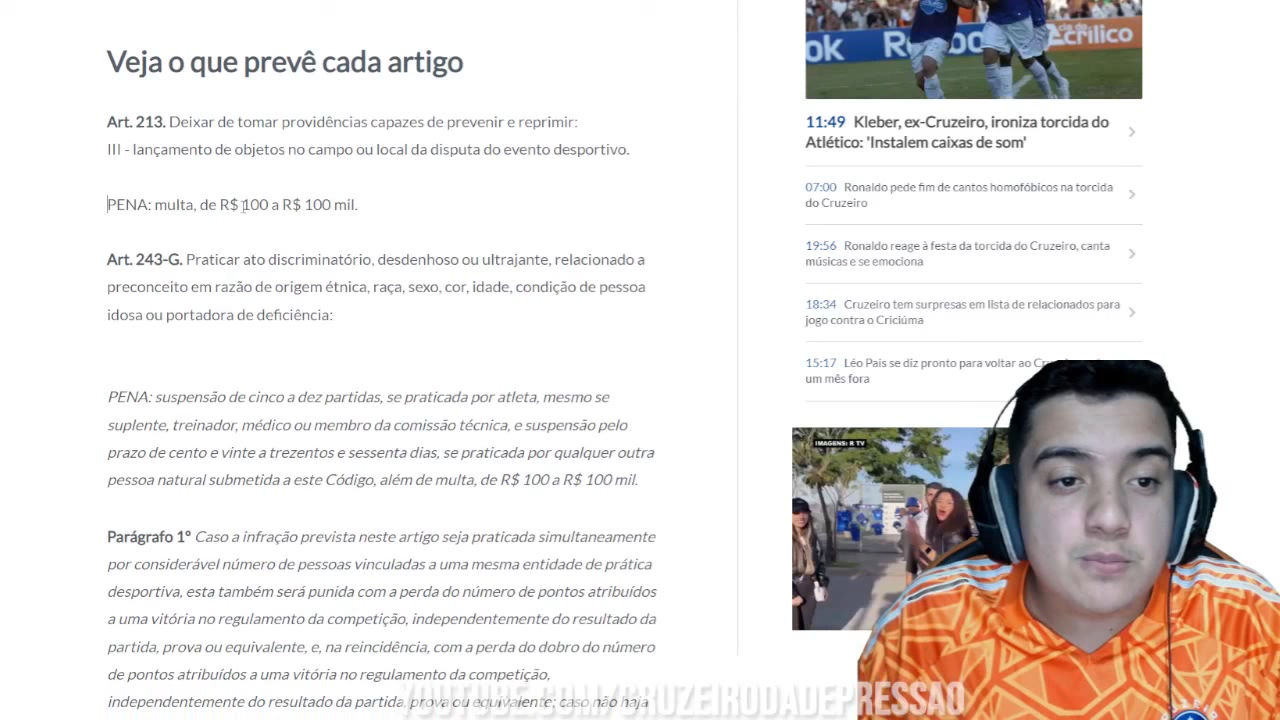 Veja o que prevê cada artigo
Art. 213. Deixar de tomar providências capazes de prevenir e reprimir:
III - lançamento de objetos no campo ou local da disputa do evento desportivo.
PENA: multa, de R$ 100 a R$ 100 mil.
Art. 243-G. Praticar ato discriminatório, desdenhoso ou ultrajante, relacionado a
preconceito em razão de origem étnica, raça, sexo, cor, idade, condição de pessoa
idosa ou portadora de deficiência:
PENA: suspensão de cinco a dez partidas, se praticada por atleta, mesmo se
suplente, treinador, médico ou membro da comissão técnica, e suspensão pelo
prazo de cento e vinte a trezentos e sessenta dias, se praticada por qualquer outra
pessoa natural submetida a este Código, além de multa, de R$ 100 a R$ 100 mil.
Parágrafo 1º Caso a infração prevista neste artigo seja praticada simultaneamente
por considerável número de pessoas vinculadas a uma mesma entidade de prática
desportiva, esta também será punida com a perda do número de pontos atribuídos
a uma vitória no regulamento da competição, independentemente do resultado da
partida, prova ou equivalente, e, na reincidência, com a perda do dobro do número
de pontos atribuídos a uma vitória no regulamento da competição,
independentemente do resultado da partida, prova ou equivalente; caso não haja
ok
Acrílico
11:49 Kleber, ex-Cruzeiro, ironiza torcida do
Atlético: 'Instalem caixas de som'
07:00 Ronaldo pede fim de cantos homofóbicos na torcida
do Cruzeiro
19:56 Ronaldo reage à festa da torcida do Cruzeiro, canta
músicas e se emociona
18:34 Cruzeiro tem surpresas em lista de relacionados para
jogo contra o Criciúma
15:17 Léo Pais se diz pronto para voltar ao
um mês fora
IMAGENS: R TV
YOUTUBE.COM/CRUZEIRODADEPRESSAO